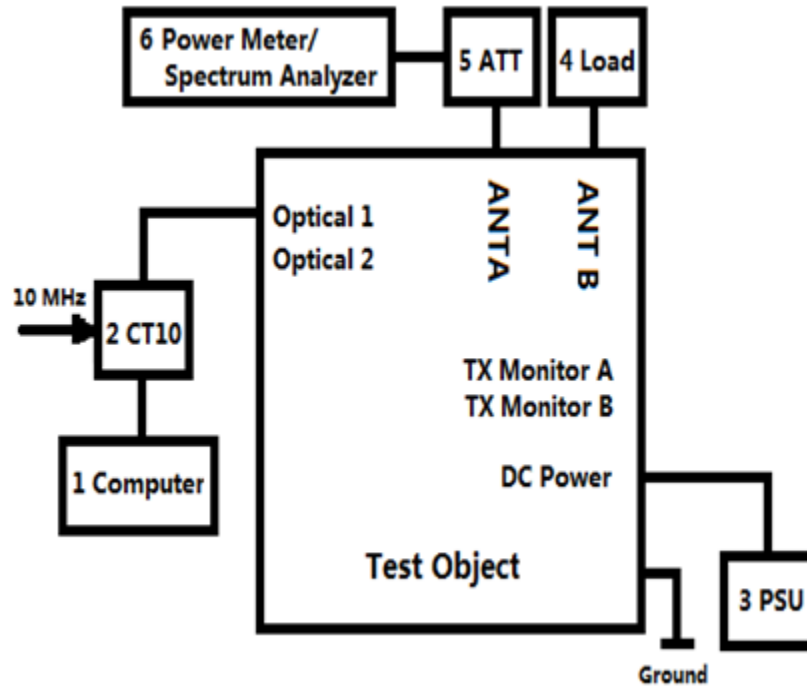 6 Power Meter/
Spectrum Analyzer
5 ATT
4 Load
Optical 1
Optical 2
ANTA
ANT B
10 MHz
2 CT10
1 Computer
TX Monitor A
TX Monitor B
DC Power
Test Object
3 PSU
Ground